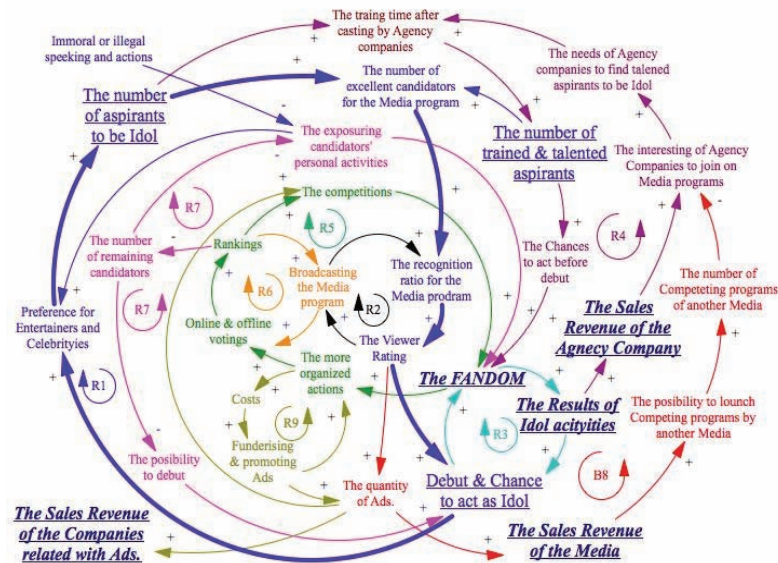 The traing time after
casting by Agency
companies
Immoral or illegal
speeking and actions
The needs of Agency
companies to find talened
aspirants to be Idol
The number of
excellent candidators
for the Media program
The number
of aspirants
to be Idol
The exposuring
candidators'
personal activities
The number of
trained & talented
aspirants
The interesting of Agency
Companies to join on
Media programs
The competitions
R7
R5
R4
The number
of remaining
candidators
Rankings
Broadcasting
the Media
program
The recognition
ratio for the
Media prodram
The Chances
to act before
debut
The number of
Competeting programs
of another Media
R7
R6
R2
Preference for
Entertainers and
Celebrityies
Online & offline
votings
The Viewer
Rating
The Sales
Revenue of the
Agnecy Company
The more
organized
actions
R1
The FANDOM
Costs
R9
R3
The Results of
Idol acityities
The posibility to lounch
Competing programs by
another Media
Funderising
& promoting
Ads
The posibility
to debut
The quantity
of Ads.
Debut & Chance
to act as Idol
B8
The Sales Revenue
of the Companies
related with Ads.
The Sales Revenue
of the Media